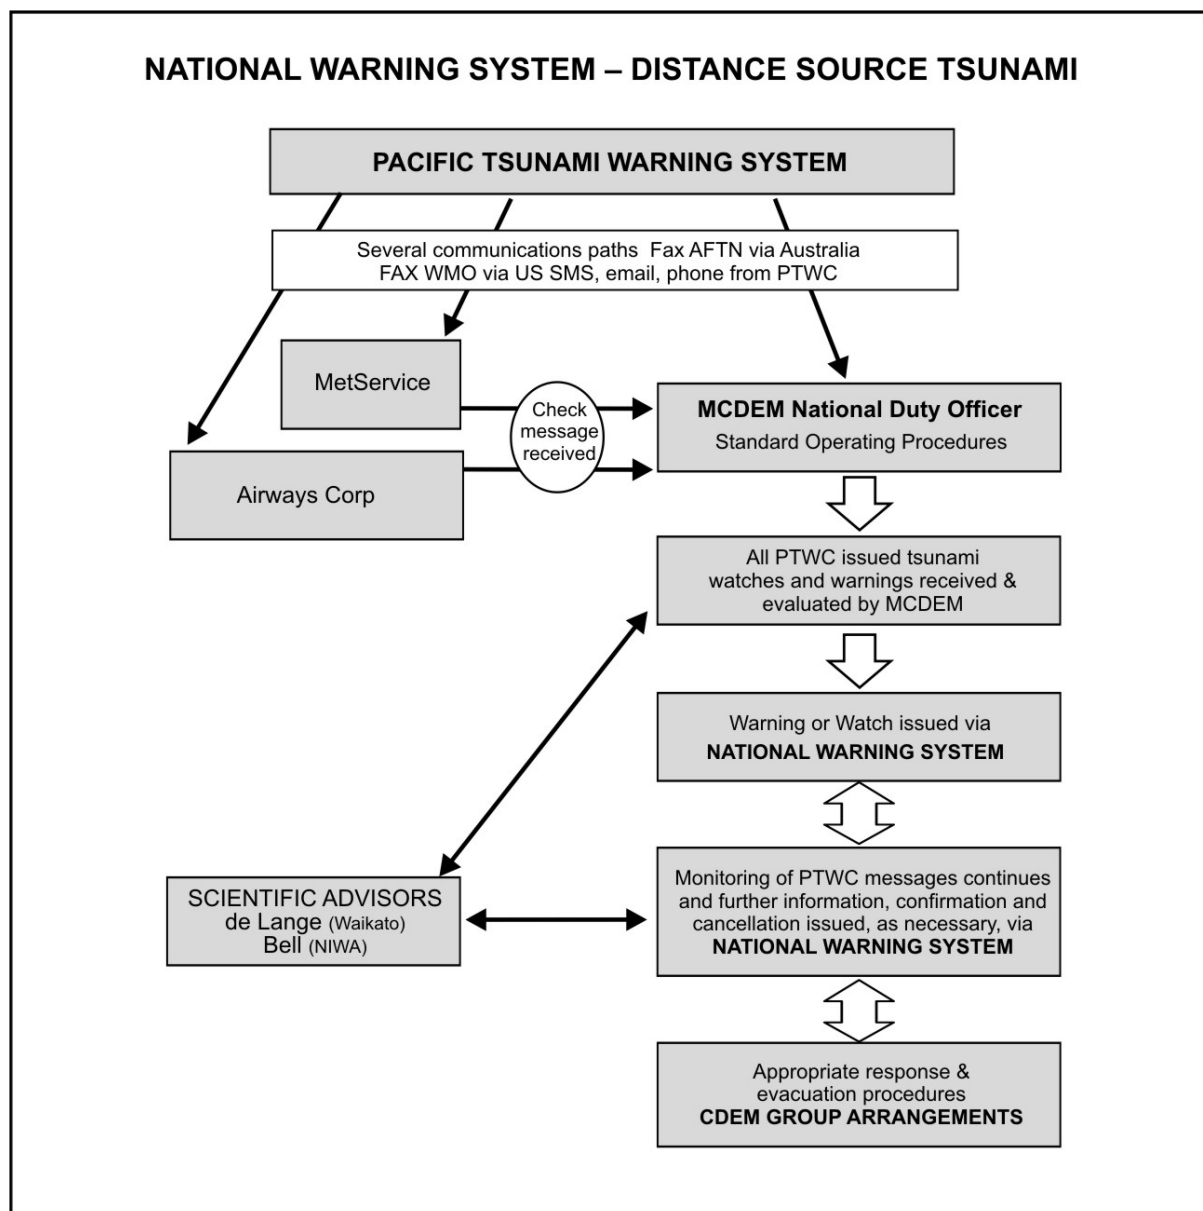 NATIONAL WARNING SYSTEM – DISTANCE SOURCE TSUNAMI
PACIFIC TSUNAMI WARNING SYSTEM
Several communications paths  Fax AFTN via Australia
FAX WMO via US SMS, email, phone from PTWC
MetService
Check
message
received
MCDEM National Duty Officer
Standard Operating Procedures
Airways Corp
All PTWC issued tsunami
watches and warnings received &
evaluated by MCDEM
Warning or Watch issued via
NATIONAL WARNING SYSTEM
SCIENTIFIC ADVISORS
de Lange (Waikato)
Bell (NIWA)
Monitoring of PTWC messages continues
and further information, confirmation and
cancellation issued, as necessary, via
NATIONAL WARNING SYSTEM
Appropriate response &
evacuation procedures
CDEM GROUP ARRANGEMENTS